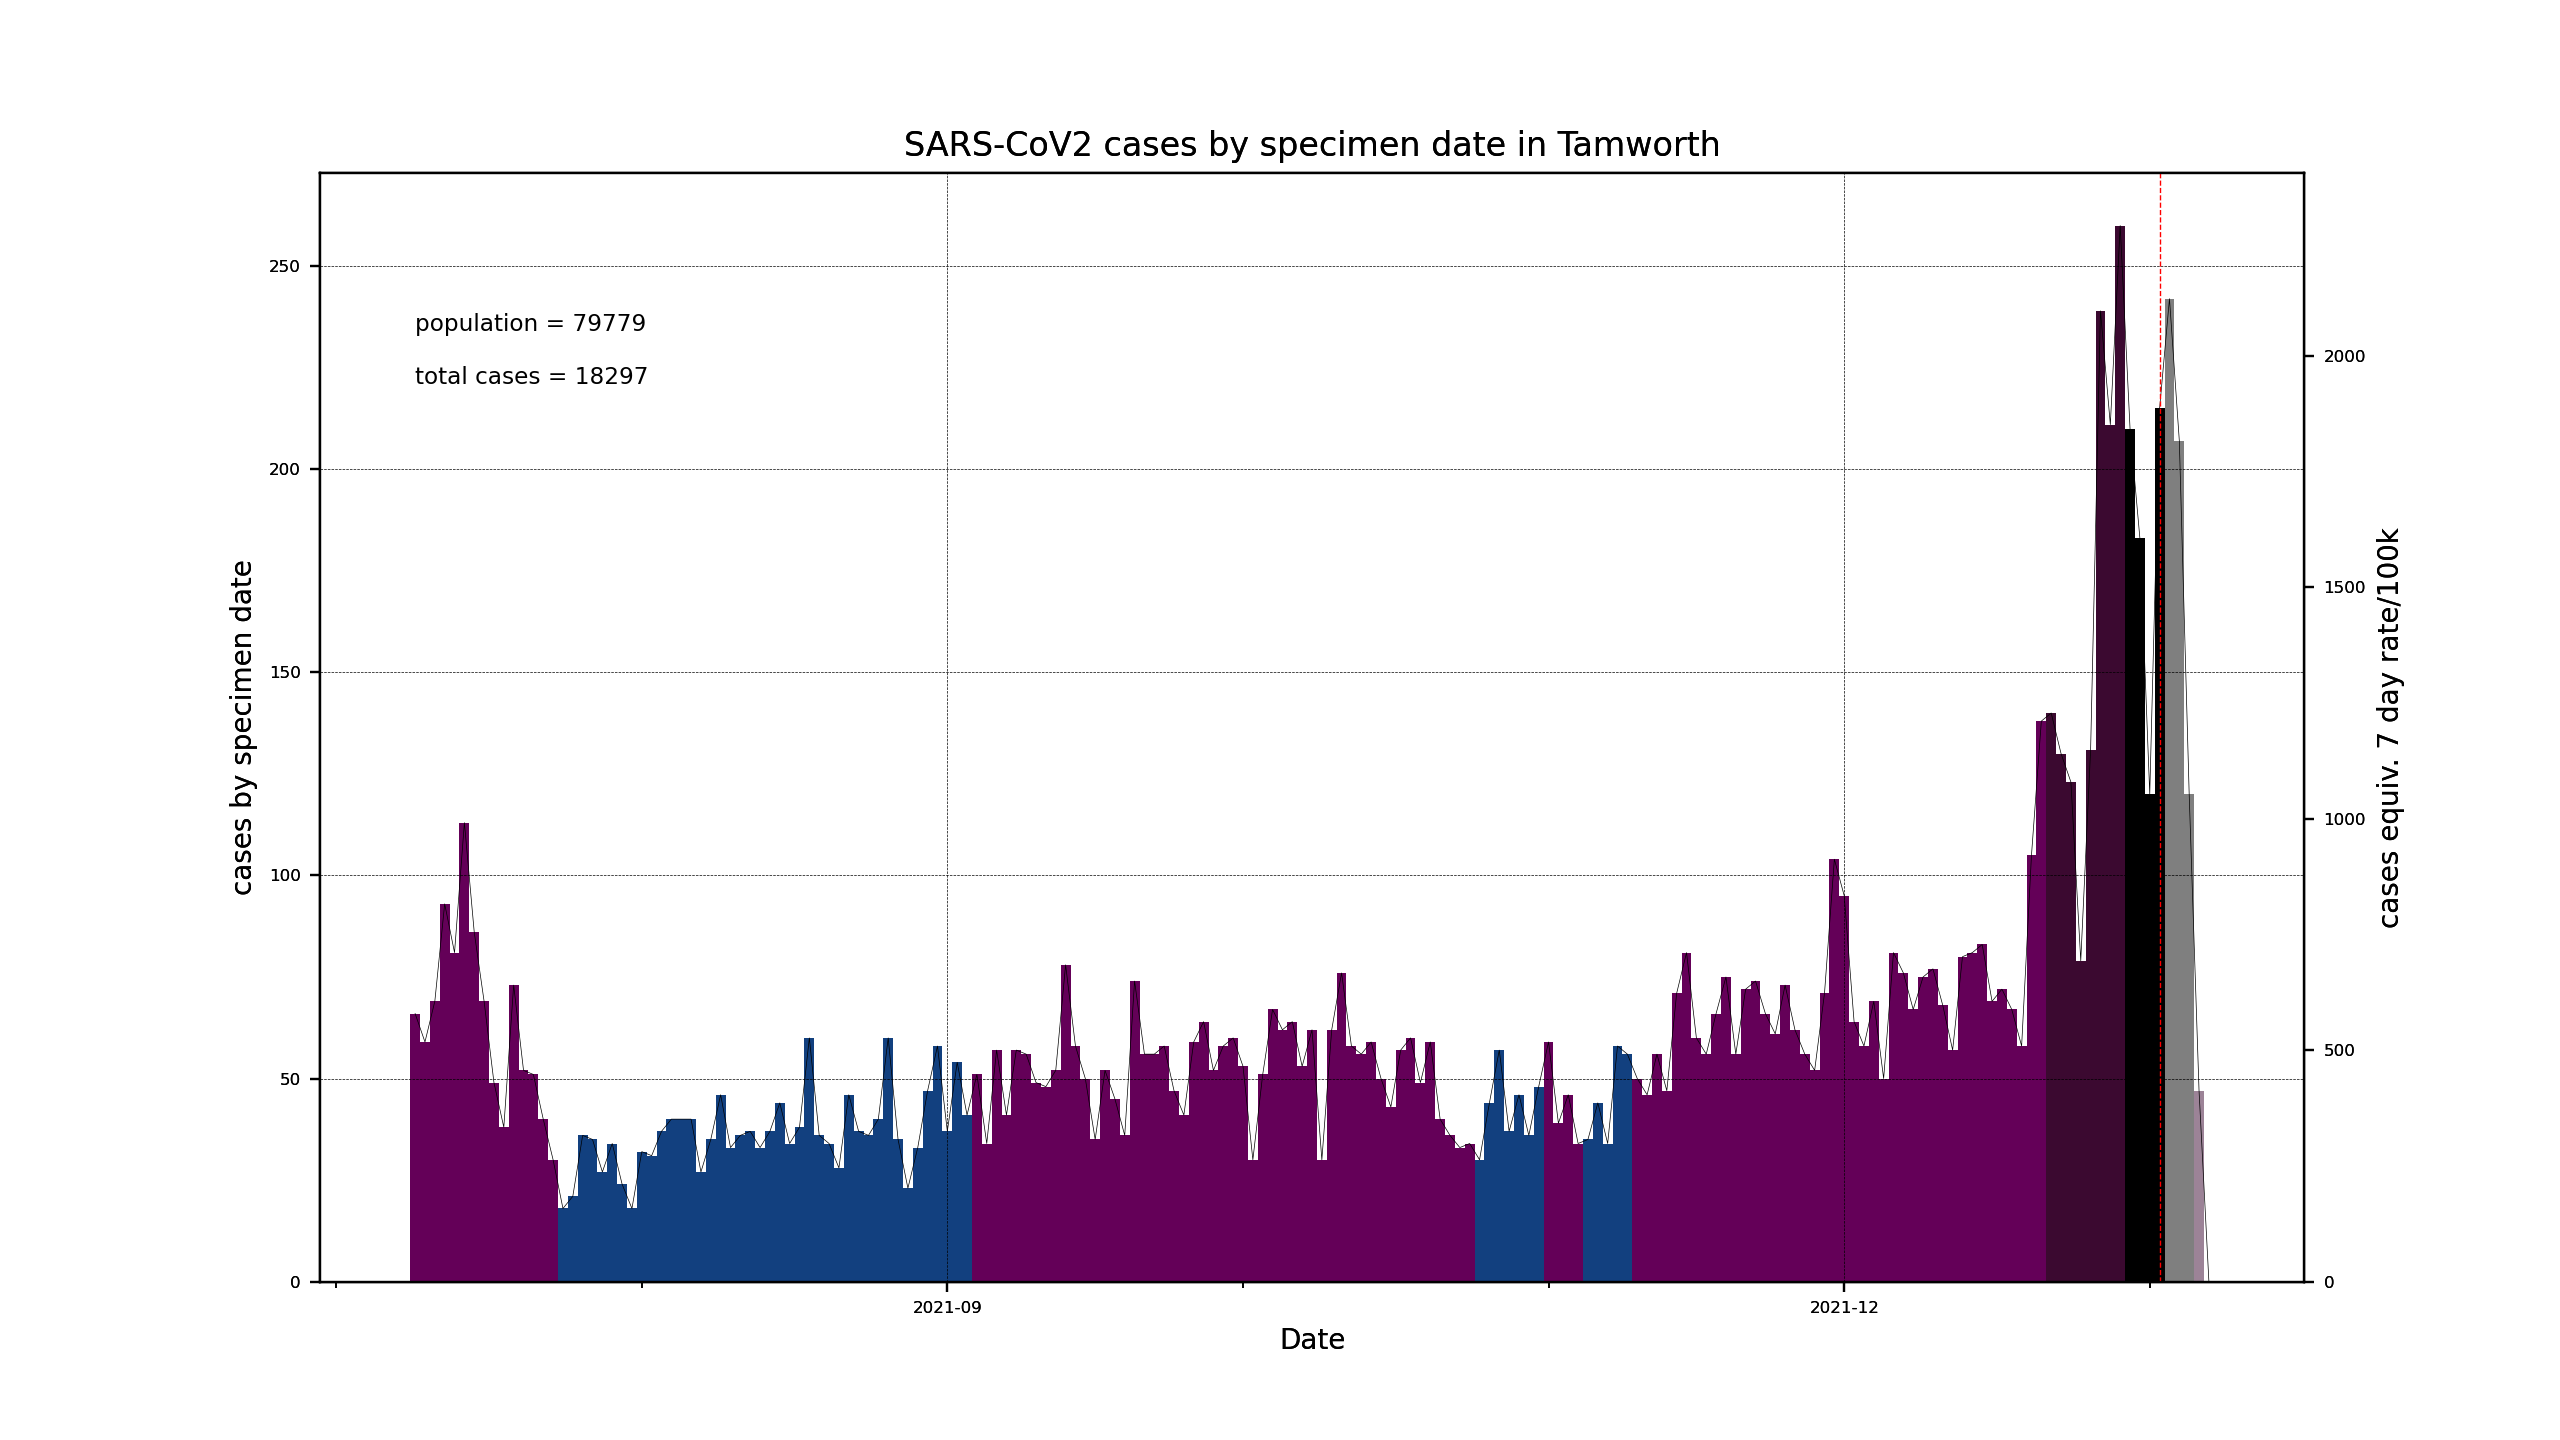 SARS-CoV2 cases by specimen date in Tamworth
population = 79779
total cases = 18297
cases by specimen date
250
200
150
100
50
0
2021-09
2021-12
Date
2000
1500
1000
500
0
cases equiv. 7 day rate/100k